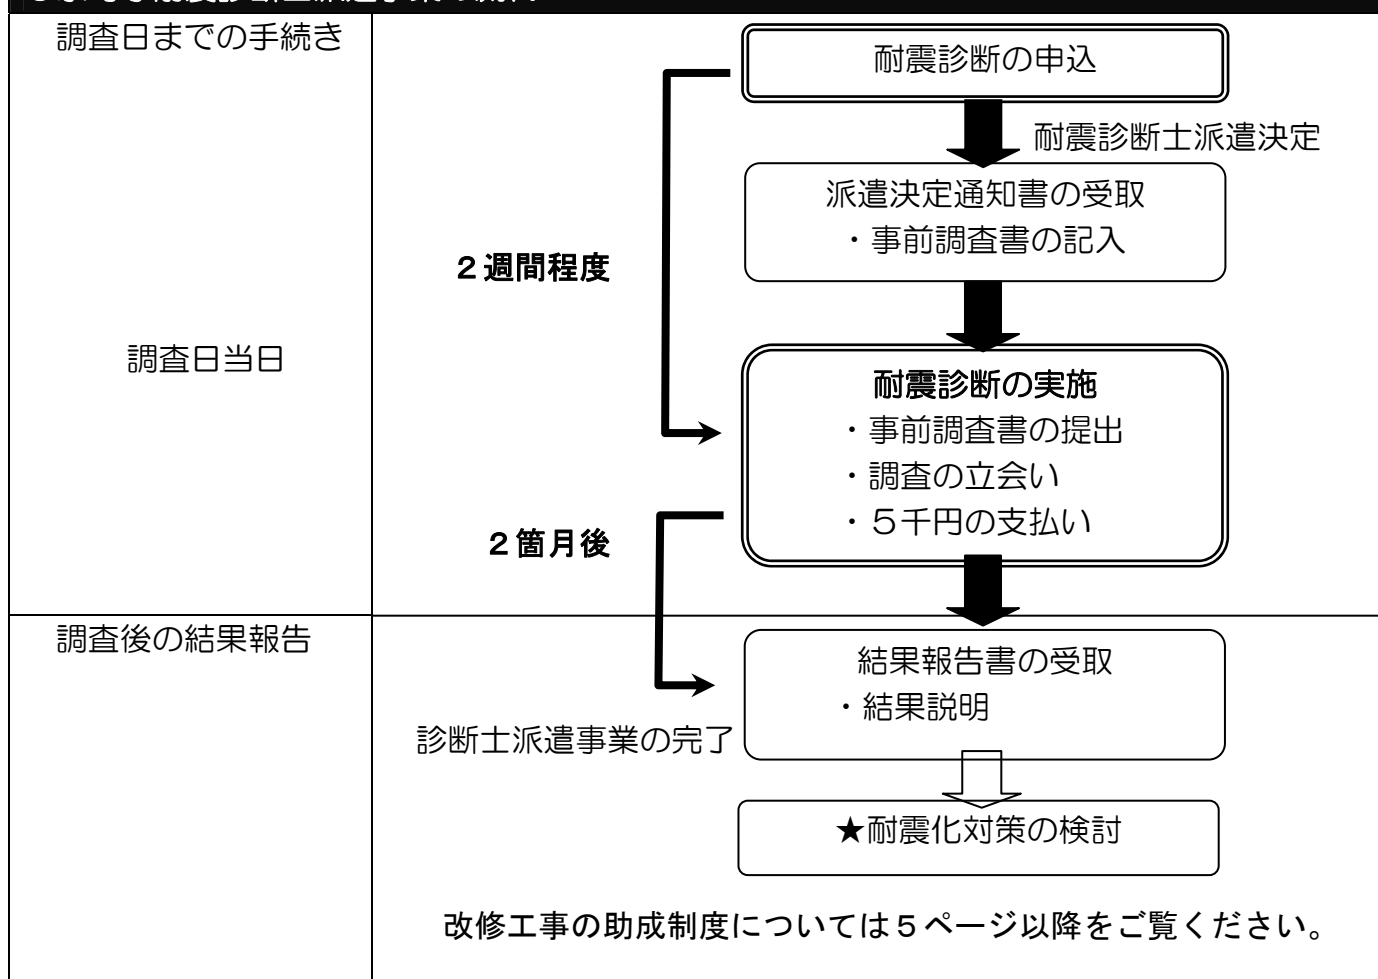 調査日までの手続き
耐震診断の申込
耐震診断士派遣決定
派遣決定通知書の受取
・事前調査書の記入
２週間程度
調査日当日
耐震診断の実施
・事前調査書の提出
・調査の立会い
・５千円の支払い
２箇月後
調査後の結果報告
結果報告書の受取
・結果説明
診断士派遣事業の完了
★耐震化対策の検討
改修工事の助成制度については５ページ以降をご覧ください。